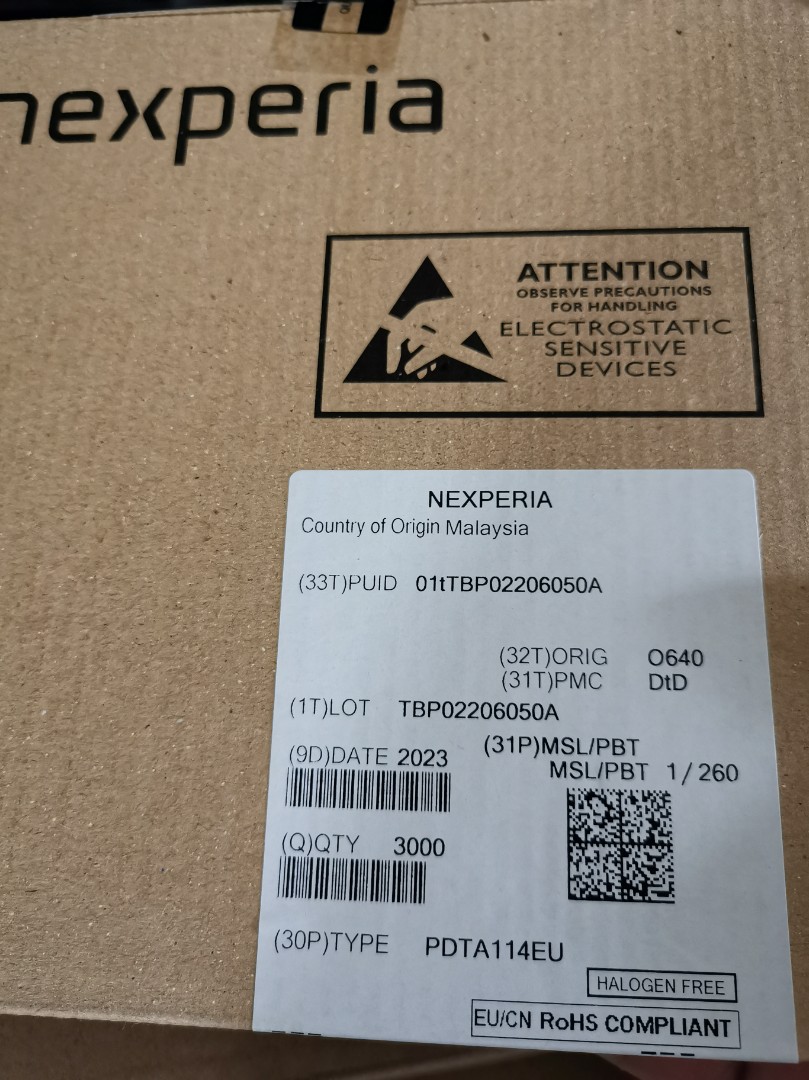 nexperia
ATTENTION
OBSERVE PRECAUTIONS
FOR HANDLING
ELECTROSTATIC
SENSITIVE
DEVICES
NEXPERIA
Country of Origin Malaysia
(33T)PUID 01tTBP02206050A
(32T)ORIG O640
(31T)PMC DtD
(1T)LOT TBP02206050A
(9D)DATE 2023
(31P)MSL/PBT
MSL/PBT 1/260
(Q)QTY 3000
(30P)TYPE PDTA114EU
HALOGEN FREE
EU/CN RoHS COMPLIANT